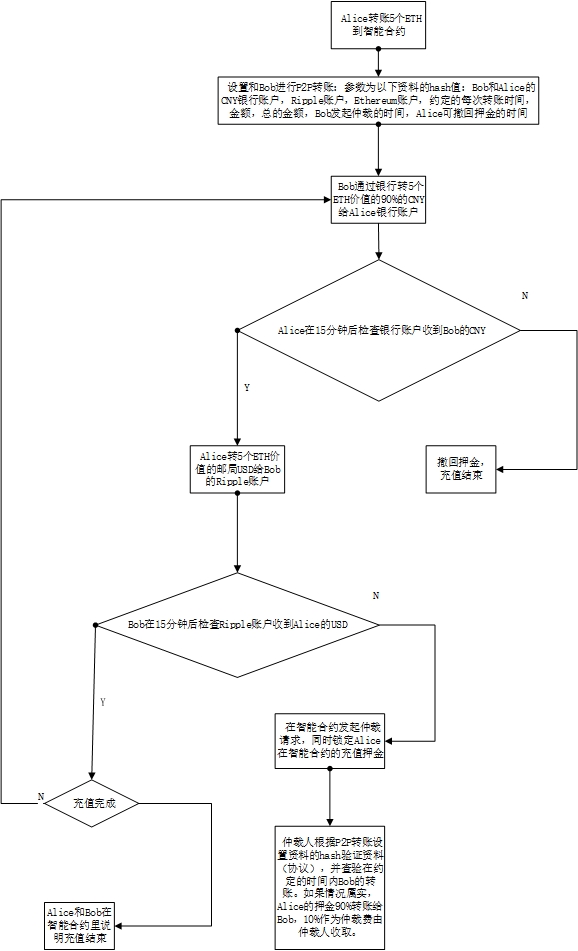 Alice转账5个ETH
到智能合约
设置和Bob进行P2P转账：参数为以下资料的hash值：Bob和Alice的
CNY银行账户，Ripple账户，Ethereum账户，约定的每次转账时间，
金额，总的金额，Bob发起仲裁的时间，Alice可撤回押金的时间
Bob通过银行转5个
ETH价值的90%的CNY
给Alice银行账户
N
Alice在15分钟后检查银行账户收到Bob的CNY
Y
Alice转5个ETH价
值的邮局USD给Bob
的Ripple账户
撤回押金，
充值结束
N
Bob在15分钟后检查Ripple账户收到Alice的USD
Y
在智能合约发起仲裁
请求，同时锁定Alice
在智能合约的充值押金
N
充值完成
仲裁人根据P2P转账设
置资料的hash验证资料
（协议），并查验在约
定的时间内Bob的转
账。如果情况属实，
Alice的押金90%转账给
Bob，10%作为仲裁费由
仲裁人收取。
Alice和Bob在
智能合约里说
明充值结束